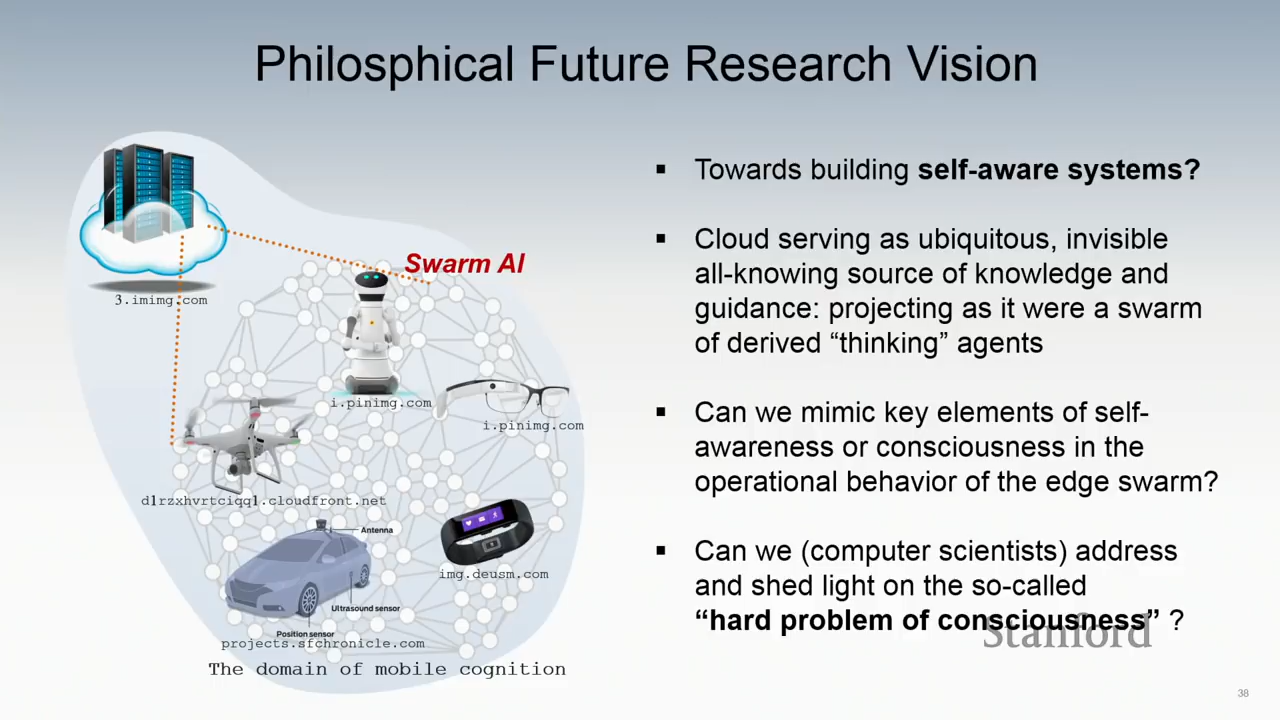 Philosphical Future Research Vision
3.imimg.com
Swarm AI
i.pinimg.com
i.pinimg.com
d1rzxhvrtciqq1.cloudfront.net
Antenna
img.deusm.com
Ultrasound sensor
Position sensor
projects.sfchronicle.com
The domain of mobile cognition
▪ Towards building self-aware systems?
▪ Cloud serving as ubiquitous, invisible
all-knowing source of knowledge and
guidance: projecting as it were a swarm
of derived “thinking” agents
▪ Can we mimic key elements of self-
awareness or consciousness in the
operational behavior of the edge swarm?
▪ Can we (computer scientists) address
and shed light on the so-called
“hard problem of consciousness” ?
Stanford
38